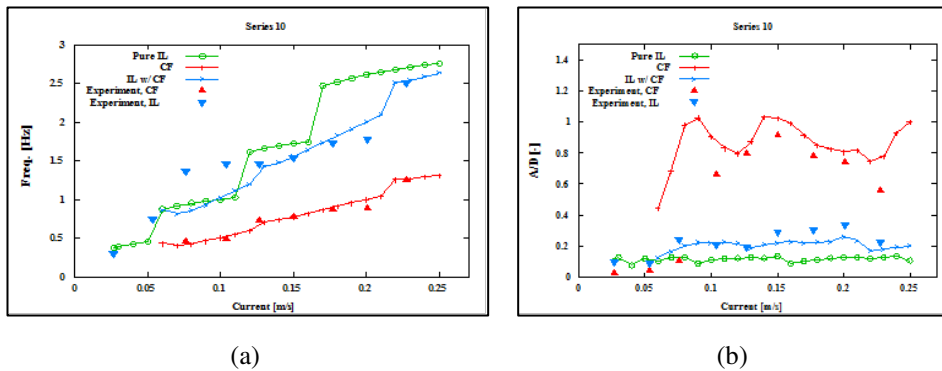 Series 10
3
2.5
2
1.5
1
0.5
0
Freq. [Hz]
Pure IL
CF
IL w/ CF
Experiment, CF
Experiment, IL
0 0.05 0.1 0.15 0.2 0.25
Current [m/s]
(a)
Series 10
1.4
1.2
1
0.8
0.6
0.4
0.2
0
A/D [-]
Pure IL
CF
IL w/ CF
Experiment, CF
Experiment, IL
0 0.05 0.1 0.15 0.2 0.25
Current [m/s]
(b)